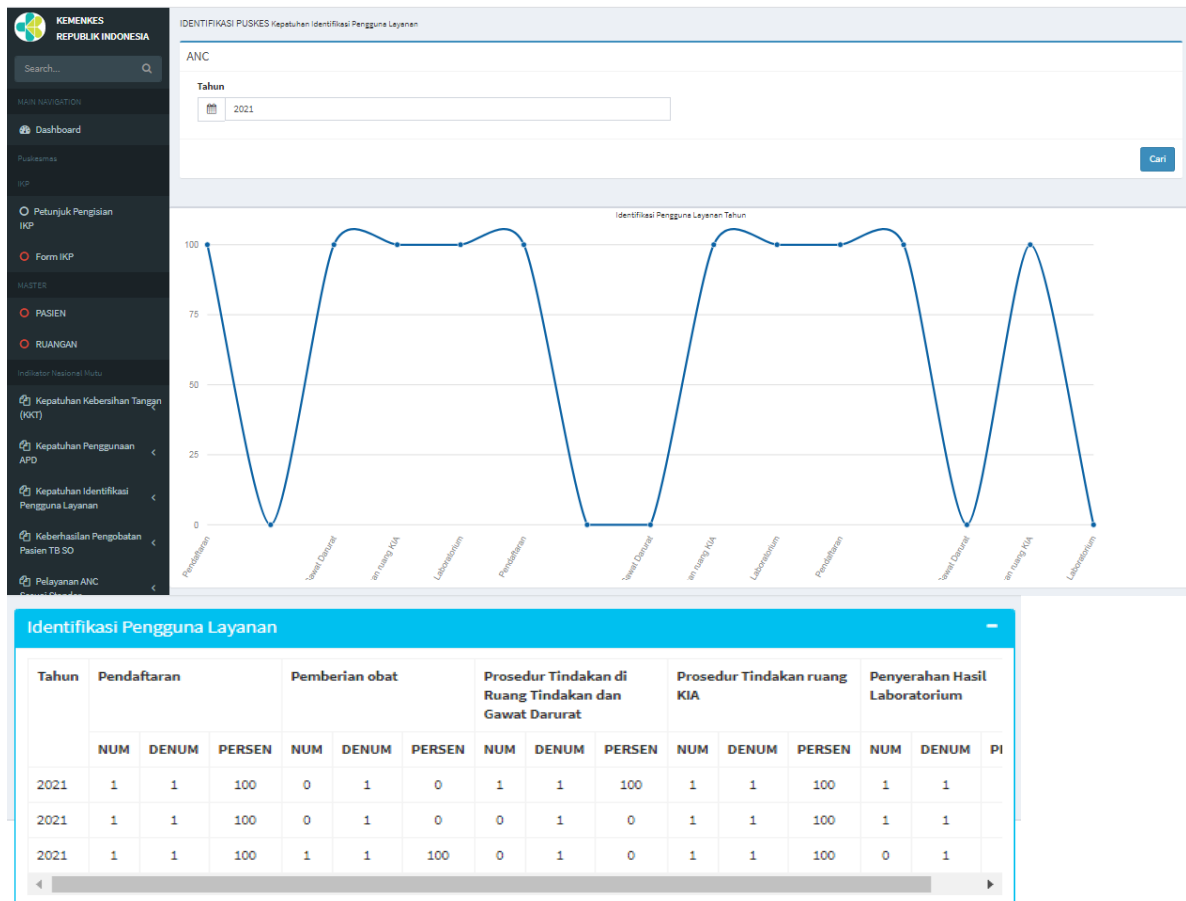 KEMENKES
REPUBLIK INDONESIA
Search...
MAIN NAVIGATION
Dashboard
Puskesmas
IKP
Petunjuk Pengisian
IKP
Form IKP
MASTER
PASIEN
RUANGAN
Indikator Nasional Mutu
Kepatuhan Kebersihan Tangan
(KKT)
Kepatuhan Penggunaan
APD
Kepatuhan Identifikasi
Pengguna Layanan
Keberhasilan Pengobatan
Pasien TB SO
Pelayanan ANC
Sesuai Standar
IDENTIFIKASI PUSKES Kepatuhan Identifikasi Pengguna Layanan
ANC
Tahun
2021
Cari
Identifikasi Pengguna Layanan Tahun
100
75
50
25
0
Pendaftaran
Gawat Darurat
an ruang KIA
Laboratorium
Pendaftaran
Gawat Darurat
an ruang KIA
Laboratorium
Pendaftaran
Gawat Darurat
an ruang KIA
Laboratorium
Identifikasi Pengguna Layanan
Tahun Pendaftaran Pemberian obat Prosedur Tindakan di Prosedur Tindakan ruang Penyerahan Hasil
Ruang Tindakan dan KIA Laboratorium
Gawat Darurat
NUM DENUM PERSEN NUM DENUM PERSEN NUM DENUM PERSEN NUM DENUM PERSEN NUM DENUM
2021 1 1 100 0 1 0 1 1 100 1 1 100 1 1
2021 1 1 100 0 1 0 0 1 0 1 1 100 1 1
2021 1 1 100 1 1 100 0 1 0 1 1 100 0 1